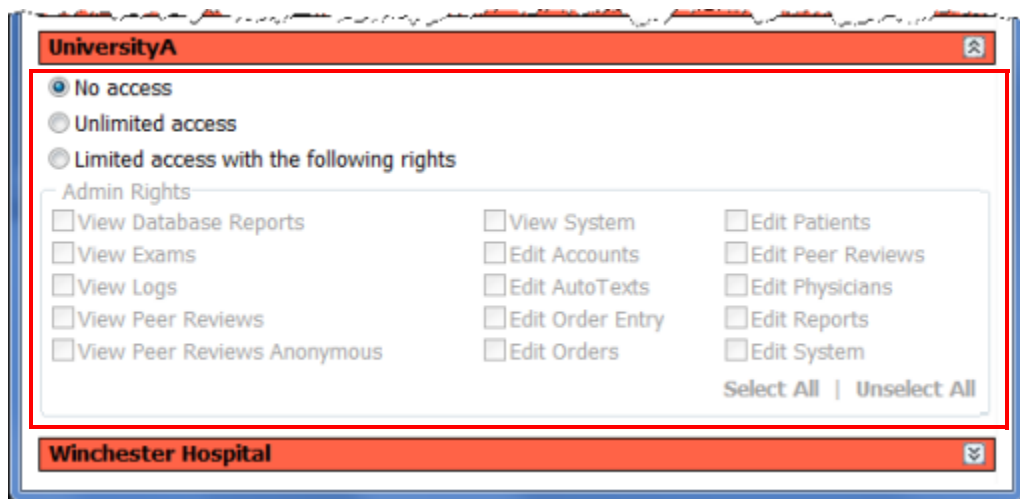 UniversityA
No access
Unlimited access
Limited access with the following rights
Admin Rights
View Database Reports View System Edit Patients
View Exams Edit Accounts Edit Peer Reviews
View Logs Edit AutoTexts Edit Physicians
View Peer Reviews Edit Order Entry Edit Reports
View Peer Reviews Anonymous Edit Orders Edit System
Select All | Unselect All
Winchester Hospital